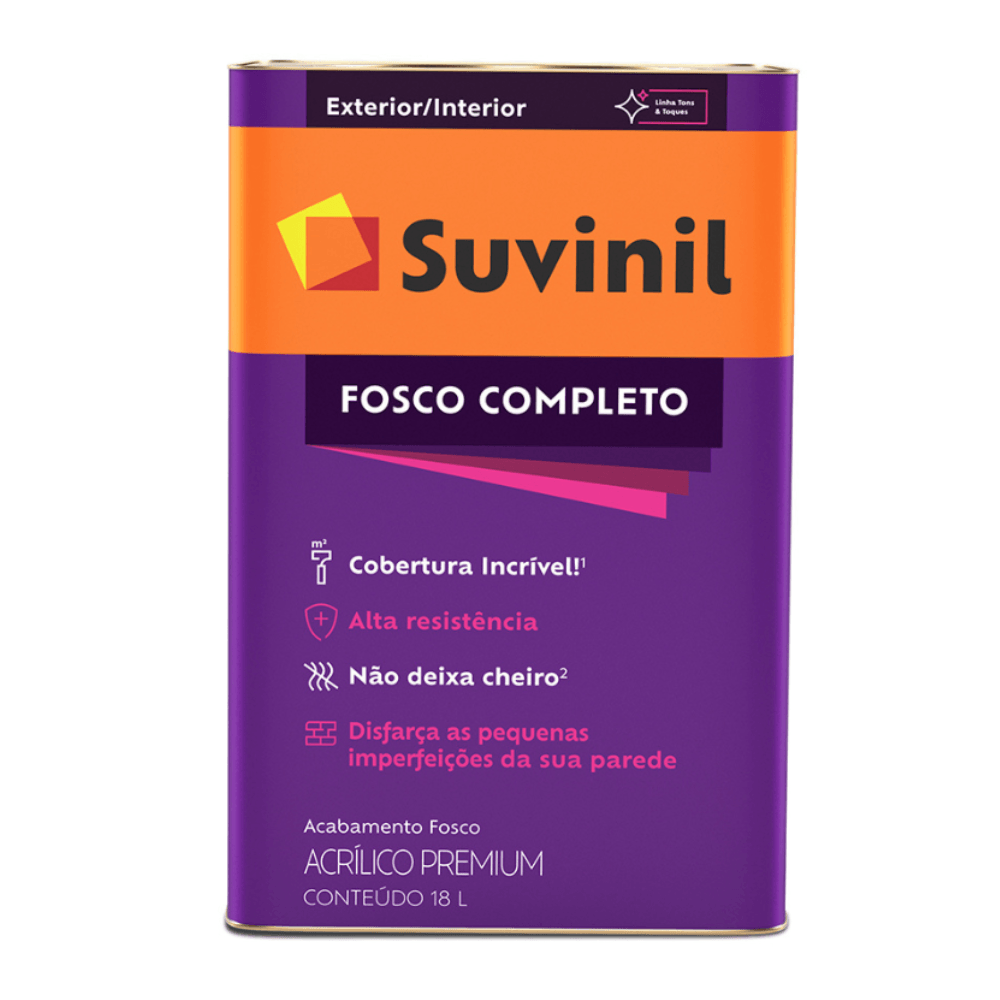 Exterior/Interior
Linha Tons
& Toques
Suvinil
FOSCO COMPLETO
m²
Cobertura Incrível!¹
Alta resistência
Não deixa cheiro²
Disfarça as pequenas
imperfeições da sua parede
Acabamento Fosco
ACRÍLICO PREMIUM
CONTEÚDO 18 L